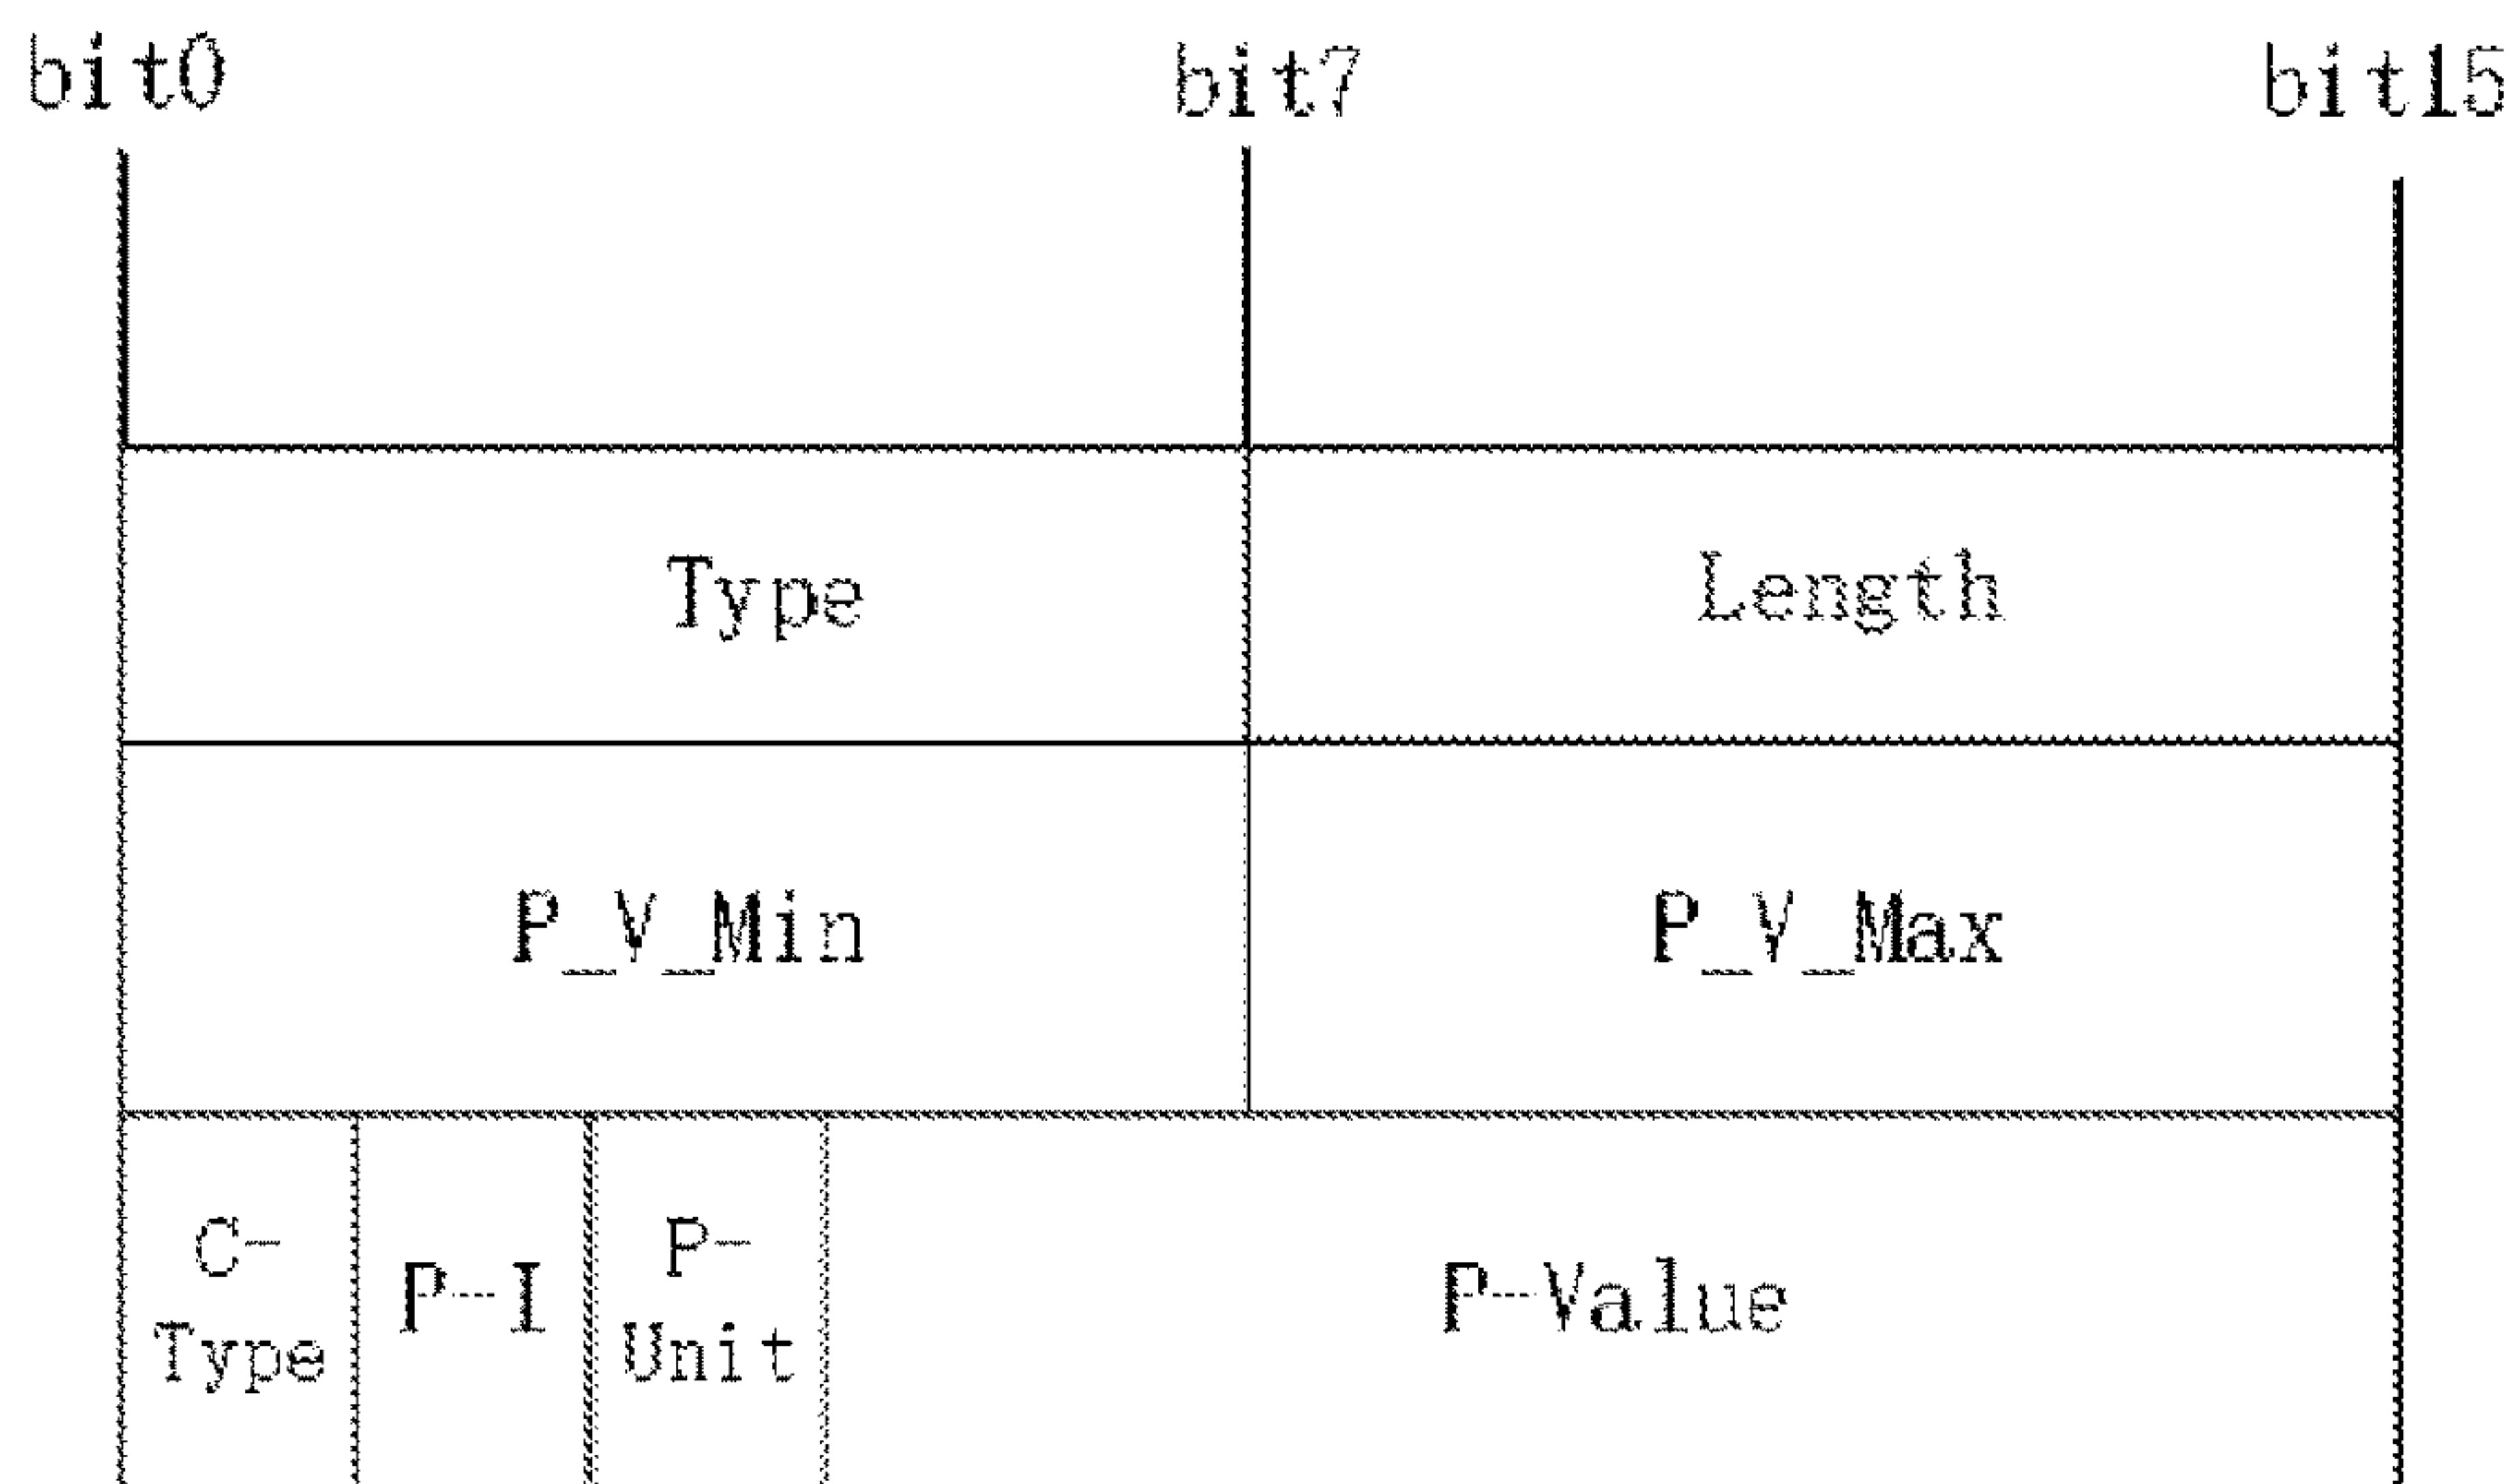 bit0 bit7 bit15
Type Length
P_V_Min P_V_Max
C-
Type
P-I
P-
Unit
P-Value